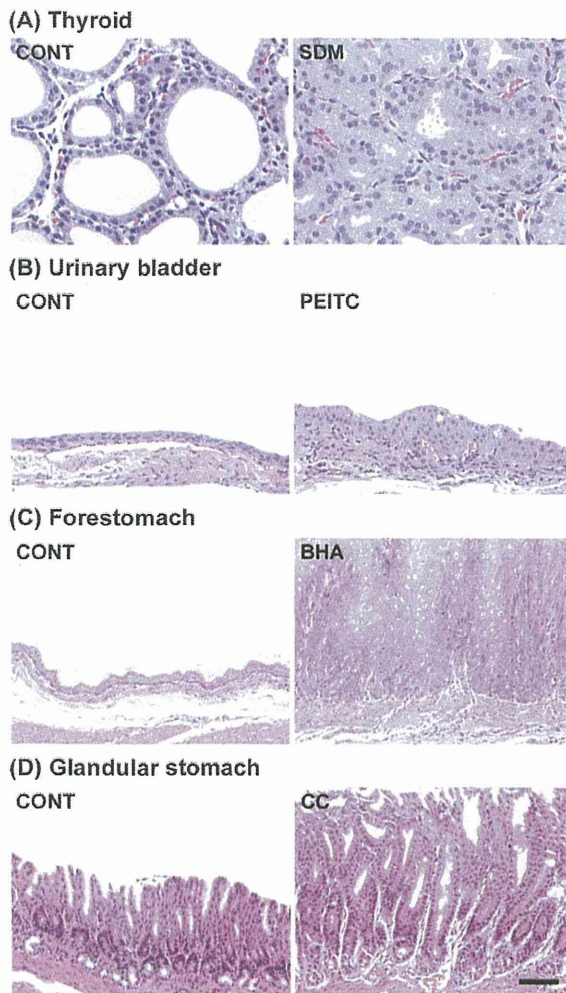 (A) Thyroid
CONT SDM
(B) Urinary bladder
CONT PEITC
(C) Forestomach
CONT BHA
(D) Glandular stomach
CONT CC